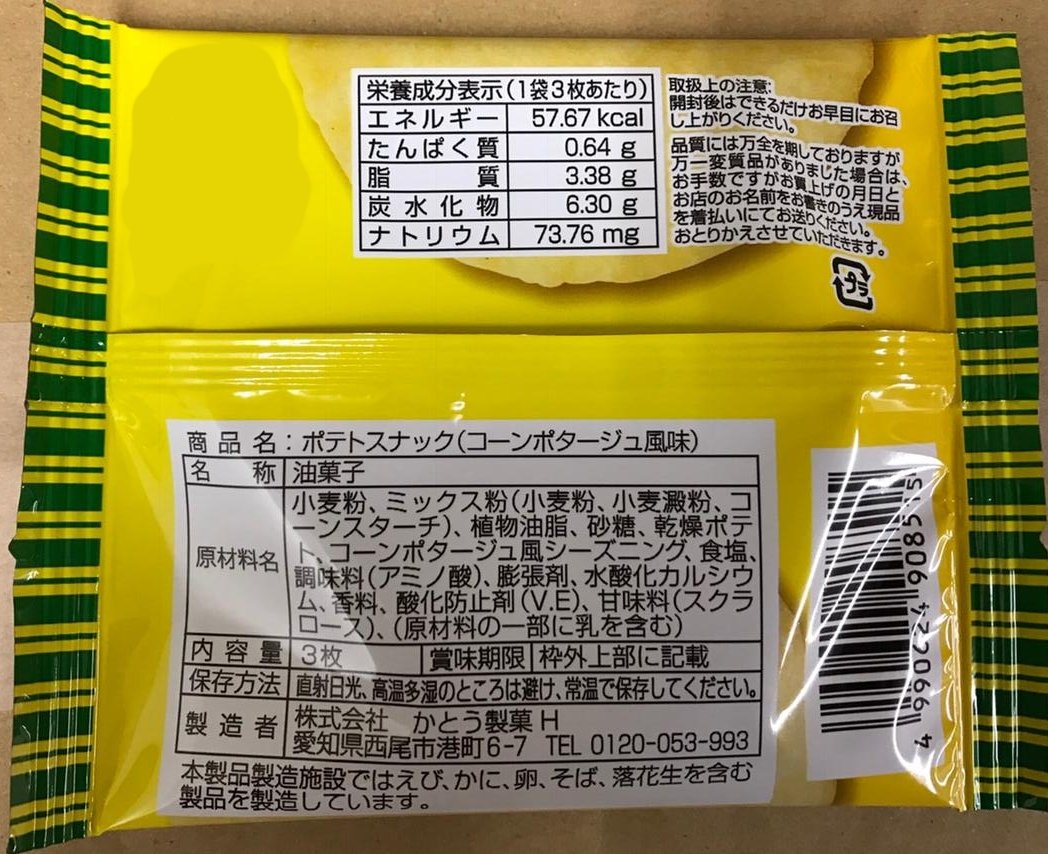 栄養成分表示(1袋3枚あたり)
エネルギー 57.67 kcal
たんぱく質 0.64 g
脂質 3.38 g
炭水化物 6.30 g
ナトリウム 73.76 mg
取扱上の注意:
開封後はできるだけお早目にお召
し上がりください。
品質には万全を期しておりますが
万一変質品がありました場合は、
お手数ですがお買上げの月日と
お店のお名前をお書きのうえ現品
を着払いにてお送りください。
おとりかえさせていただきます。
プラ
商品名:ポテトスナック(コーンポタージュ風味)
名称 油菓子
原材料名
小麦粉、ミックス粉(小麦粉、小麦澱粉、コ
ーンスターチ)、植物油脂、砂糖、乾燥ポテ
ト、コーンポタージュ風シーズニング、食塩、
調味料(アミノ酸)、膨張剤、水酸化カルシウ
ム、香料、酸化防止剤(V.E)、甘味料(スクラ
ロース)、(原材料の一部に乳を含む)
内容量 3枚 賞味期限 枠外上部に記載
保存方法 直射日光、高温多湿のところは避け、常温で保存してください。
製造者 株式会社 かとう製菓 H
愛知県西尾市港町6-7 TEL 0120-053-993
本製品製造施設ではえび、かに、卵、そば、落花生を含む
製品を製造しています。
4 990224 908515